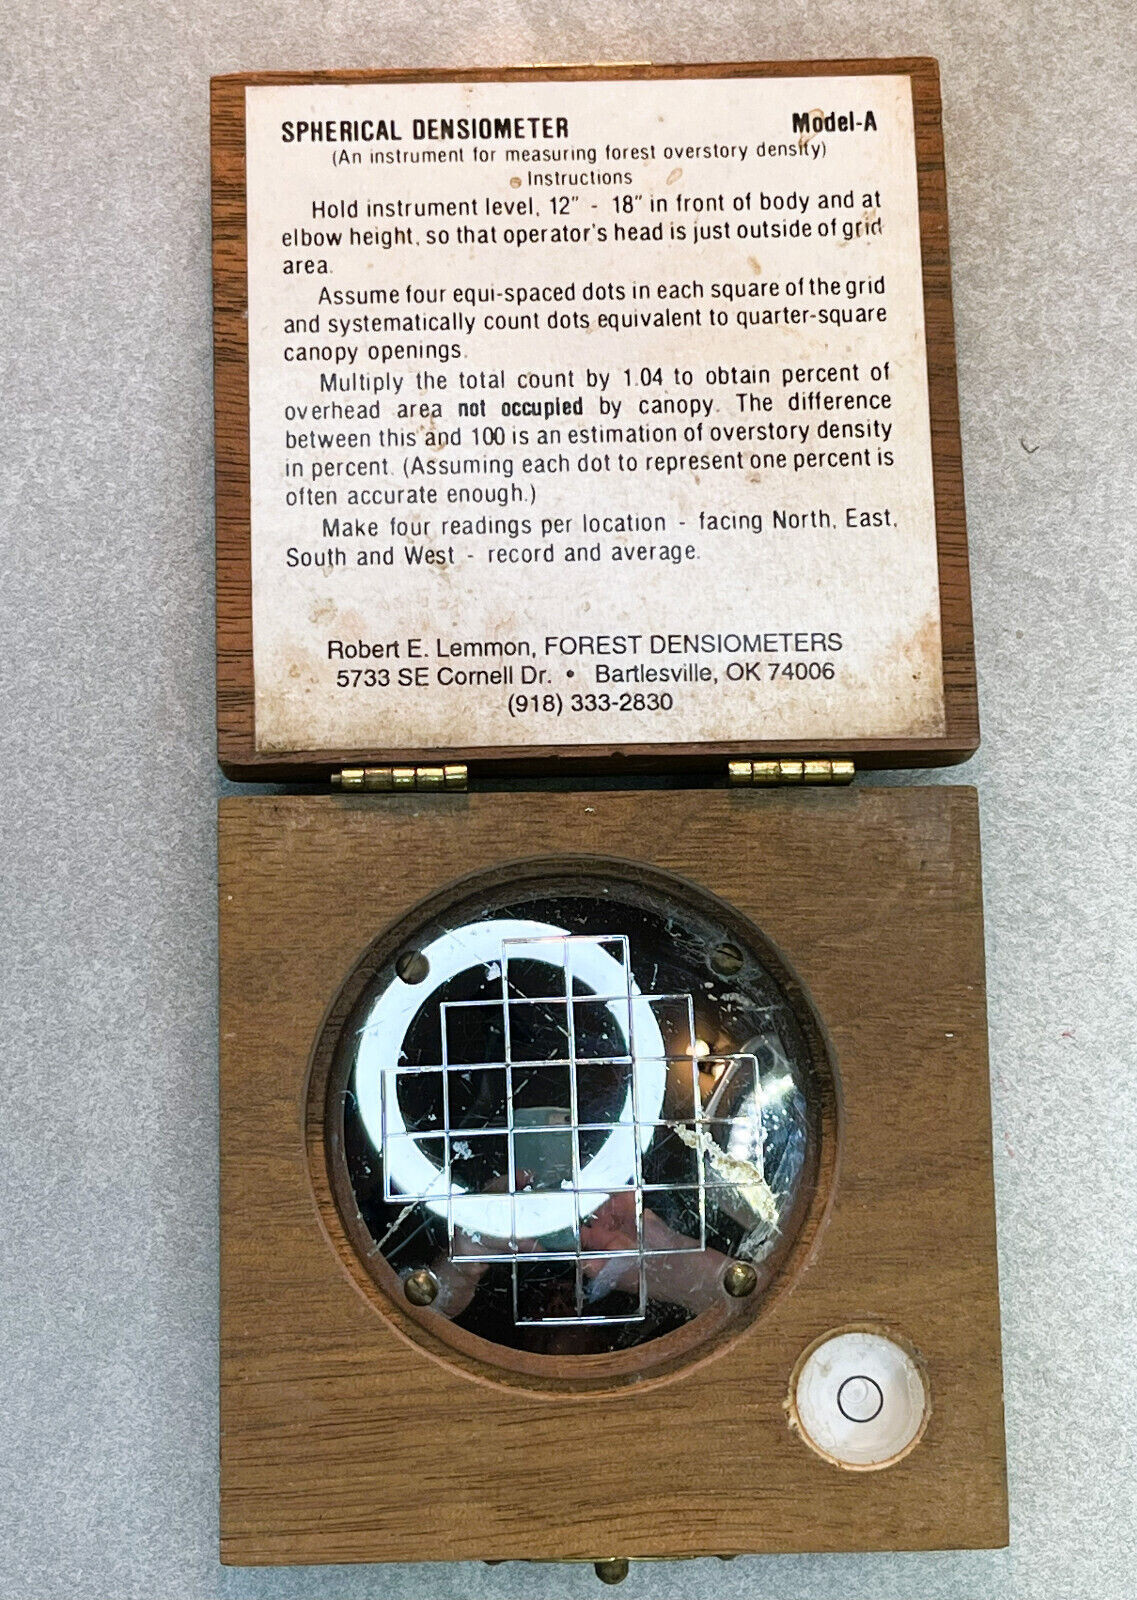 SPHERICAL DENSIOMETER Model-A
(An instrument for measuring forest overstory density)
Instructions
Hold instrument level, 12" - 18" in front of body and at
elbow height, so that operator's head is just outside of grid
area.
Assume four equi-spaced dots in each square of the grid
and systematically count dots equivalent to quarter-square
canopy openings.
Multiply the total count by 1.04 to obtain percent of
overhead area not occupied by canopy. The difference
between this and 100 is an estimation of overstory density
in percent. (Assuming each dot to represent one percent is
often accurate enough.)
Make four readings per location - facing North, East,
South and West - record and average.
Robert E. Lemmon, FOREST DENSIOMETERS
5733 SE Cornell Dr. • Bartlesville, OK 74006
(918) 333-2830